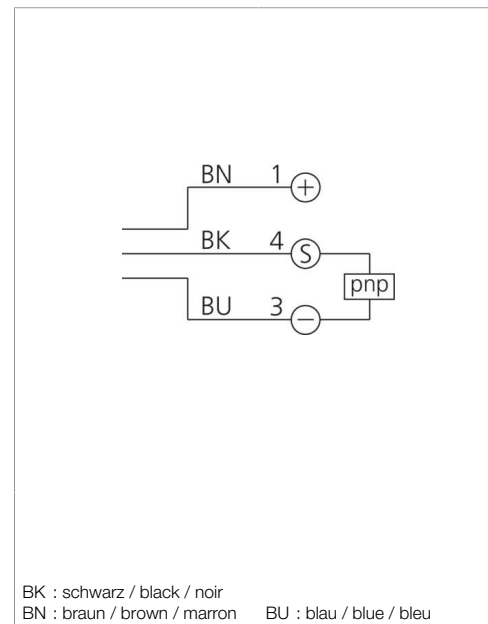 BN 1 +
BK 4 S
pnp
BU 3 −
BK : schwarz / black / noir
BN : braun / brown / marron BU : blau / blue / bleu